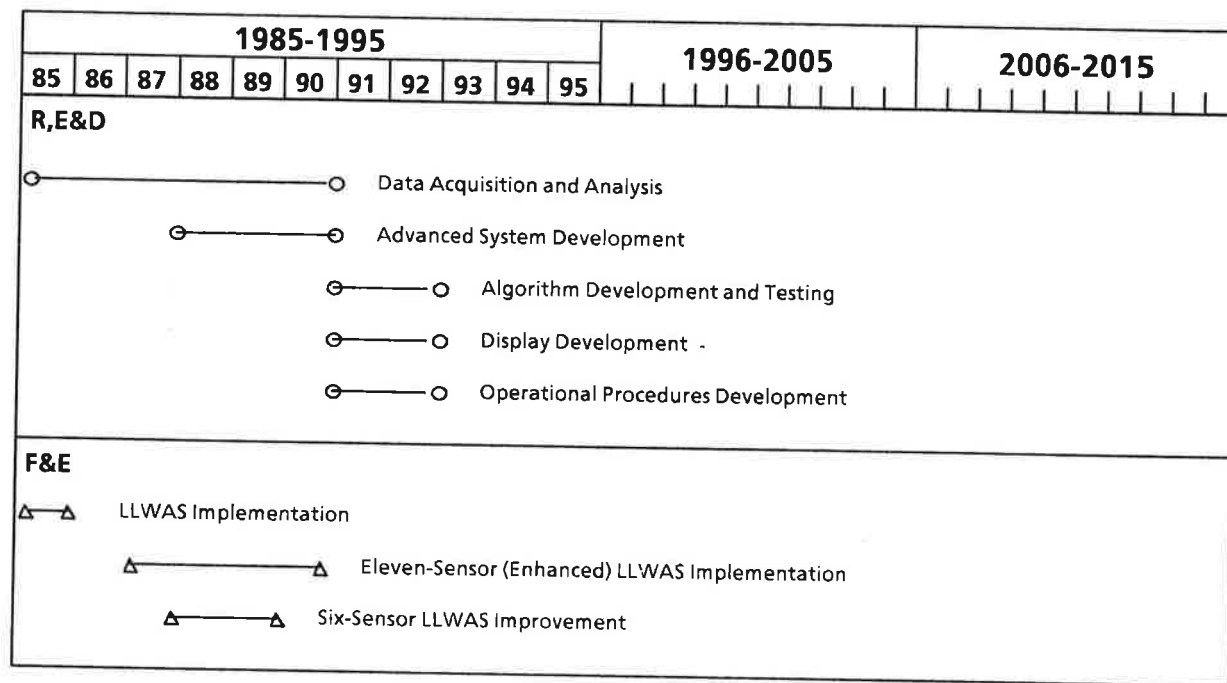 1985-1995 1996-2005 2006-2015
85 86 87 88 89 90 91 92 93 94 95
R,E&D
Data Acquisition and Analysis
Advanced System Development
Algorithm Development and Testing
Display Development -
Operational Procedures Development
F&E
LLWAS Implementation
Eleven-Sensor (Enhanced) LLWAS Implementation
Six-Sensor LLWAS Improvement